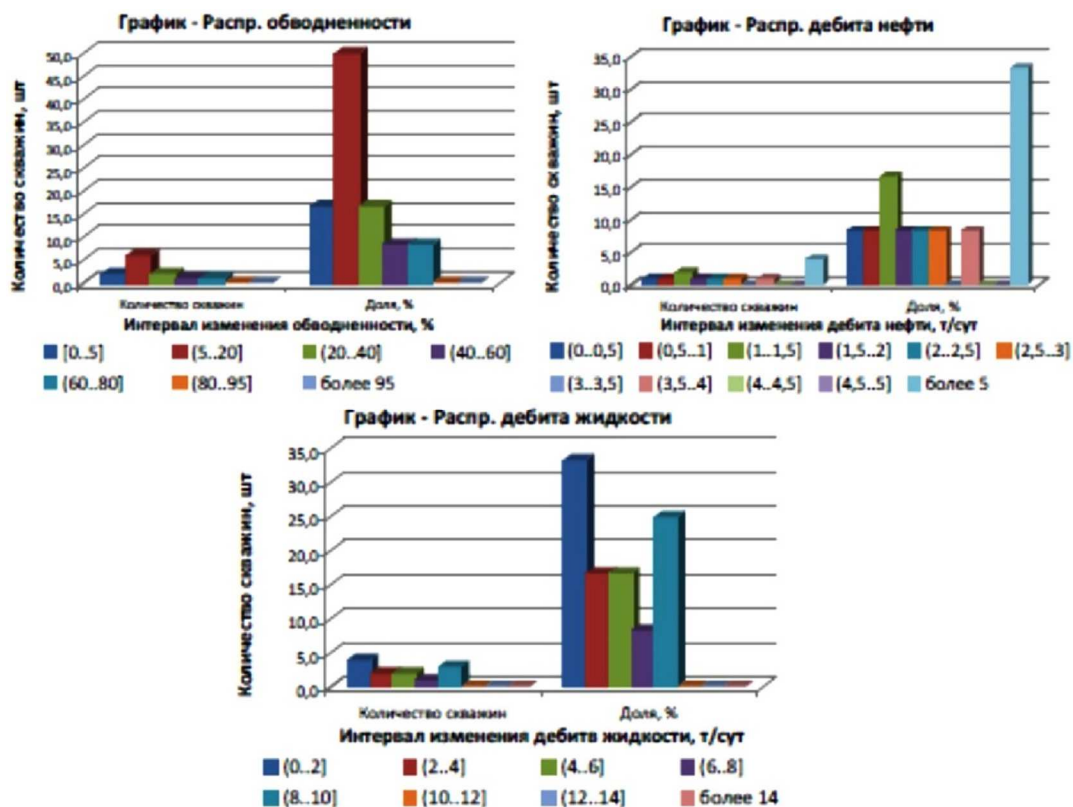 График - Распр. обводненности
Количество скважин, шт
50,0
45,0
40,0
35,0
30,0
25,0
20,0
15,0
10,0
5,0
0,0
Количество скважин
Доля, %
Интервал изменения обводненности, %
[0..5]
(5..20]
(20..40]
(40..60]
(60..80]
(80..95]
более 95
График - Распр. дебита нефти
Количество скважин, шт
35,0
30,0
25,0
20,0
15,0
10,0
5,0
0,0
Количество скважин
Доля, %
Интервал изменения дебита нефти, т/сут
(0..0,5]
(0,5..1]
(1..1,5]
(1,5..2]
(2..2,5]
(2,5..3]
(3..3,5]
(3,5..4]
(4..4,5]
(4,5..5]
более 5
График - Распр. дебита жидкости
Количество скважин, шт
35,0
30,0
25,0
20,0
15,0
10,0
5,0
0,0
Количество скважин
Доля, %
Интервал изменения дебитв жидкости, т/сут
(0..2]
(2..4]
(4..6]
(6..8]
(8..10]
(10..12]
(12..14]
более 14